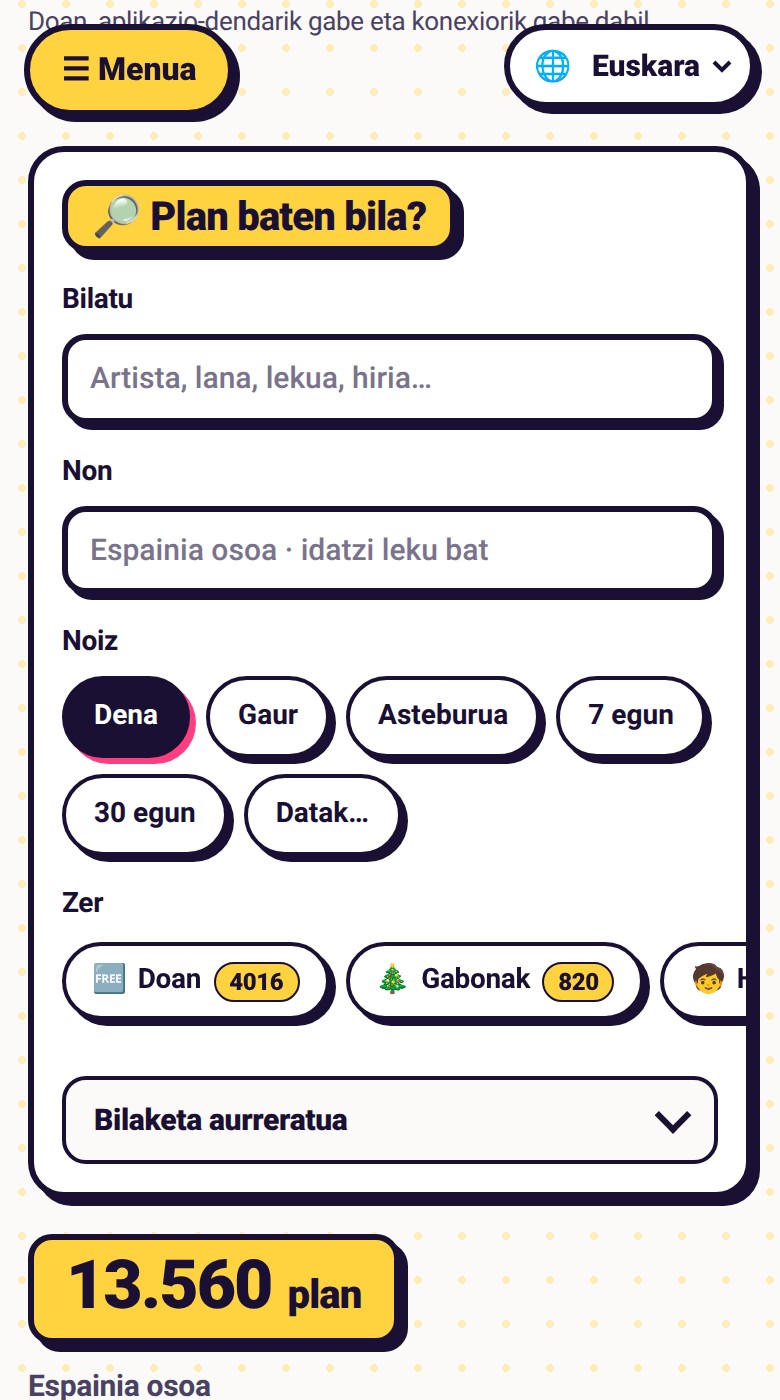 Doan, aplikazio-dendarik gabe eta konexiorik gabe dabil
☰ Menua
Euskara
Plan baten bila?
Bilatu
Artista, lana, lekua, hiria…
Non
Espainia osoa · idatzi leku bat
Noiz
Dena
Gaur
Asteburua
7 egun
30 egun
Datak…
Zer
FREE Doan 4016
Gabonak 820
Bilaketa aurreratua
13.560 plan
Espainia osoa